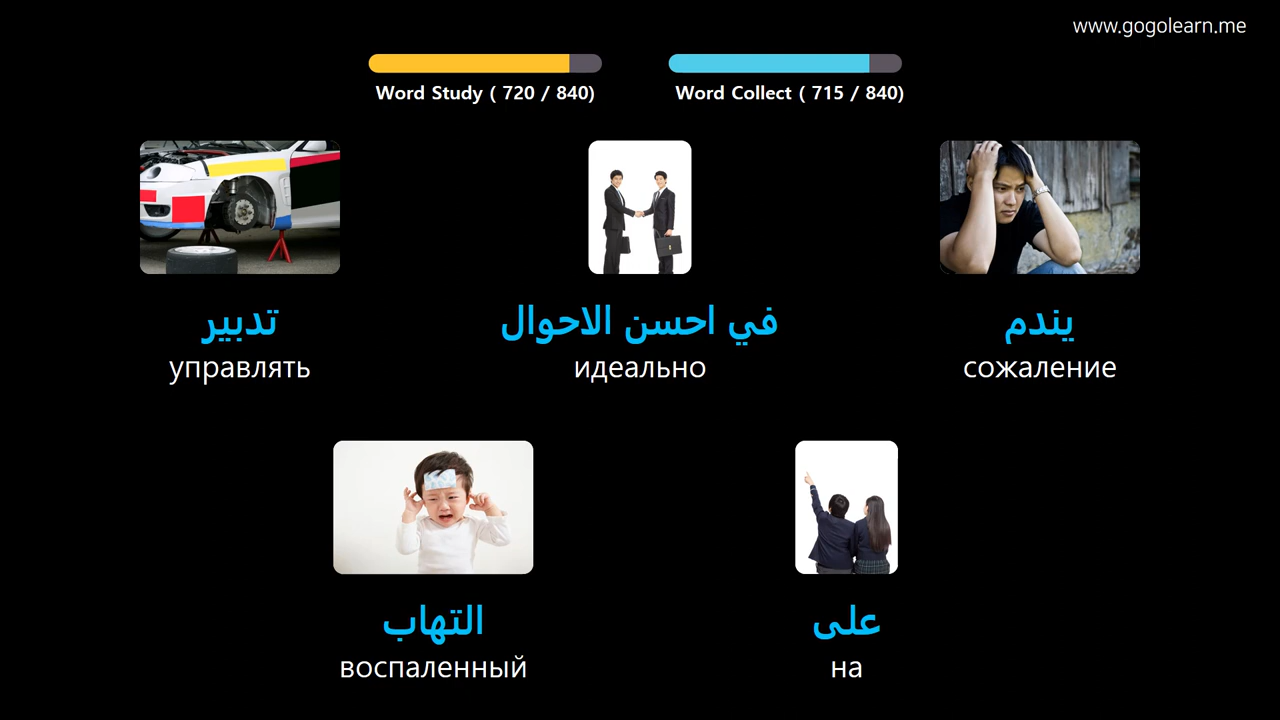 www.gogolearn.me
Word Study ( 720 / 840)
Word Collect ( 715 / 840)
تدبير
управлять
في احسن الاحوال
идеально
يندم
сожаление
التهاب
воспаленный
على
на